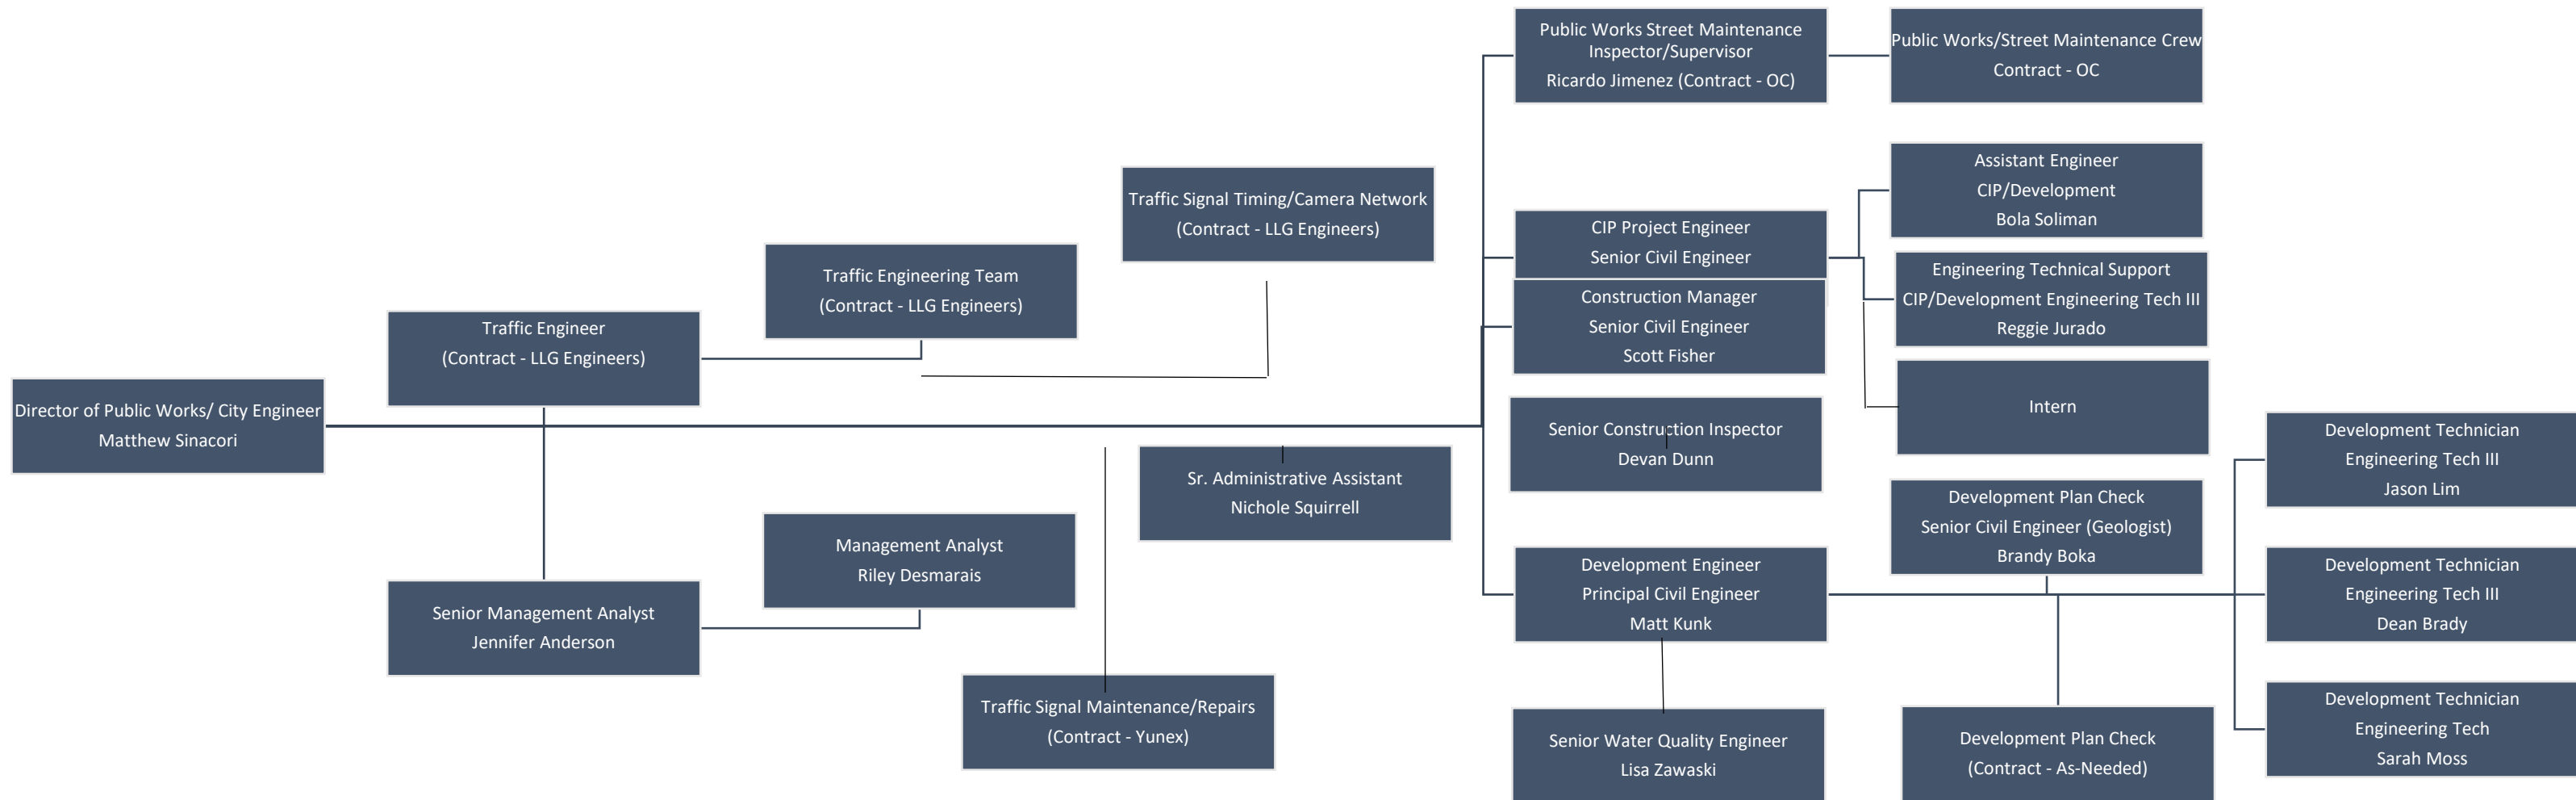 Public Works Street Maintenance
Inspector/Supervisor
Ricardo Jimenez (Contract - OC)
Public Works/Street Maintenance Crew
Contract - OC
Assistant Engineer
CIP/Development
Bola Soliman
Traffic Signal Timing/Camera Network
(Contract - LLG Engineers)
CIP Project Engineer
Senior Civil Engineer
Traffic Engineering Team
(Contract - LLG Engineers)
Engineering Technical Support
CIP/Development Engineering Tech III
Reggie Jurado
Construction Manager
Senior Civil Engineer
Scott Fisher
Traffic Engineer
(Contract - LLG Engineers)
Director of Public Works/ City Engineer
Matthew Sinacori
Intern
Senior Construction Inspector
Devan Dunn
Development Technician
Engineering Tech III
Jason Lim
Sr. Administrative Assistant
Nichole Squirrell
Development Plan Check
Senior Civil Engineer (Geologist)
Brandy Boka
Management Analyst
Riley Desmarais
Development Engineer
Principal Civil Engineer
Matt Kunk
Development Technician
Engineering Tech III
Dean Brady
Senior Management Analyst
Jennifer Anderson
Traffic Signal Maintenance/Repairs
(Contract - Yunex)
Senior Water Quality Engineer
Lisa Zawaski
Development Plan Check
(Contract - As-Needed)
Development Technician
Engineering Tech
Sarah Moss